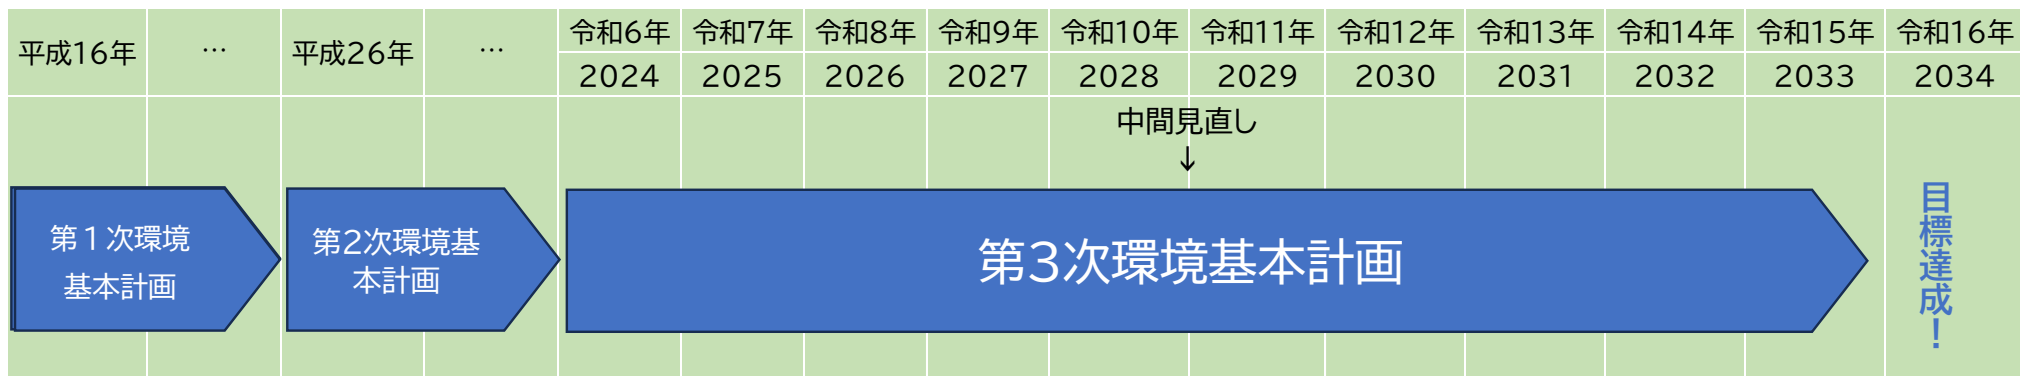 平成16年 … 平成26年 … 令和6年 令和7年 令和8年 令和9年 令和10年 令和11年 令和12年 令和13年 令和14年 令和15年 令和16年
2024 2025 2026 2027 2028 2029 2030 2031 2032 2033 2034
中間見直し
↓
第１次環境
基本計画
第2次環境基
本計画
第3次環境基本計画
目標達成！